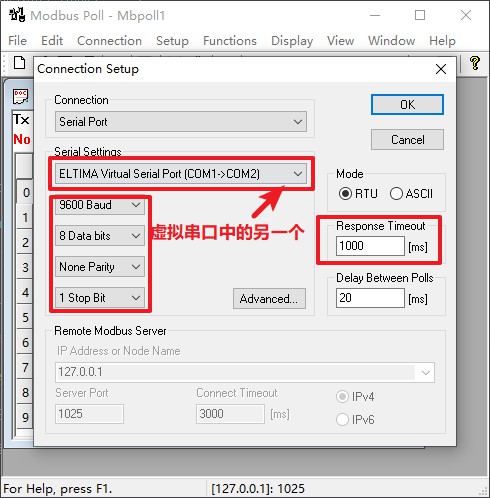 Modbus Poll - Mbpoll1
File Edit Connection Setup Functions Display View Window Help
Connection Setup
Connection
Serial Port
OK
Cancel
Serial Settings
ELTIMA Virtual Serial Port (COM1->COM2)
9600 Baud
虚拟串口中的另一个
8 Data bits
None Parity
1 Stop Bit
Advanced...
Mode
RTU ASCII
Response Timeout
1000 [ms]
Delay Between Polls
20 [ms]
Remote Modbus Server
IP Address or Node Name
127.0.0.1
Server Port
1025
Connect Timeout
3000 [ms]
IPv4
IPv6
DOC
Tx
No
0
1
2
3
4
5
6
7
8
9
For Help, press F1.
[127.0.0.1]: 1025